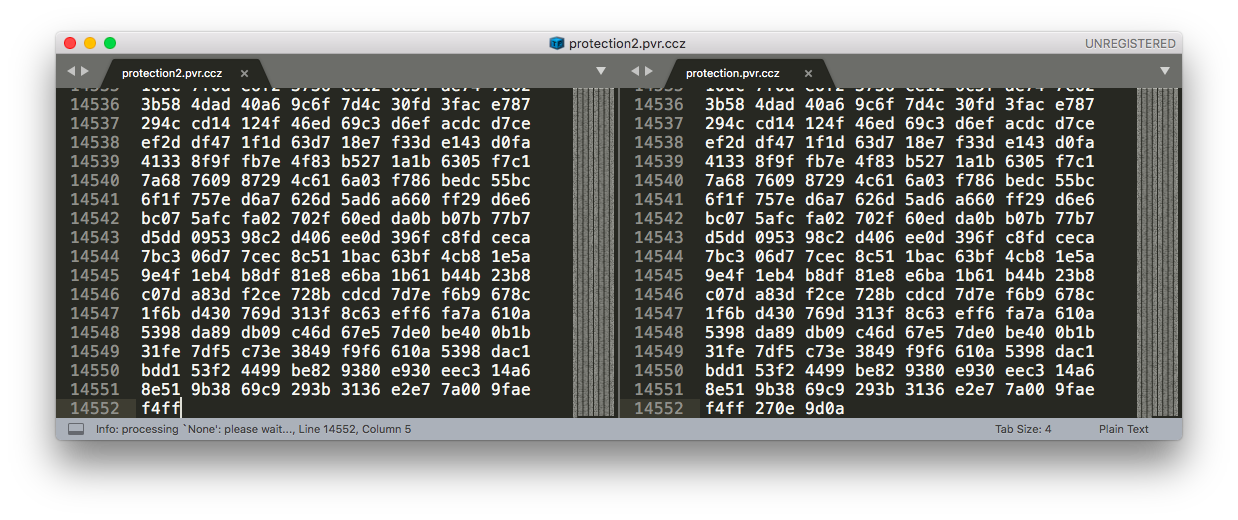 protection2.pvr.ccz
UNREGISTERED
protection2.pvr.ccz ×
14536 3b58 4dad 40a6 9c6f 7d4c 30fd 3fac e787
14537 294c cd14 124f 46ed 69c3 d6ef acdc d7ce
14538 ef2d df47 1f1d 63d7 18e7 f33d e143 d0fa
14539 4133 8f9f fb7e 4f83 b527 1a1b 6305 f7c1
14540 7a68 7609 8729 4c61 6a03 f786 bedc 55bc
14541 6f1f 757e d6a7 626d 5ad6 a660 ff29 d6e6
14542 bc07 5afc fa02 702f 60ed da0b b07b 77b7
14543 d5dd 0953 98c2 d406 ee0d 396f c8fd ceca
14544 7bc3 06d7 7cec 8c51 1bac 63bf 4cb8 1e5a
14545 9e4f 1eb4 b8df 81e8 e6ba 1b61 b44b 23b8
14546 c07d a83d f2ce 728b cdcd 7d7e f6b9 678c
14547 1f6b d430 769d 313f 8c63 eff6 fa7a 610a
14548 5398 da89 db09 c46d 67e5 7de0 be40 0b1b
14549 31fe 7df5 c73e 3849 f9f6 610a 5398 dac1
14550 bdd1 53f2 4499 be82 9380 e930 eec3 14a6
14551 8e51 9b38 69c9 293b 3136 e2e7 7a00 9fae
14552 f4ff
protection.pvr.ccz ×
14536 3b58 4dad 40a6 9c6f 7d4c 30fd 3fac e787
14537 294c cd14 124f 46ed 69c3 d6ef acdc d7ce
14538 ef2d df47 1f1d 63d7 18e7 f33d e143 d0fa
14539 4133 8f9f fb7e 4f83 b527 1a1b 6305 f7c1
14540 7a68 7609 8729 4c61 6a03 f786 bedc 55bc
14541 6f1f 757e d6a7 626d 5ad6 a660 ff29 d6e6
14542 bc07 5afc fa02 702f 60ed da0b b07b 77b7
14543 d5dd 0953 98c2 d406 ee0d 396f c8fd ceca
14544 7bc3 06d7 7cec 8c51 1bac 63bf 4cb8 1e5a
14545 9e4f 1eb4 b8df 81e8 e6ba 1b61 b44b 23b8
14546 c07d a83d f2ce 728b cdcd 7d7e f6b9 678c
14547 1f6b d430 769d 313f 8c63 eff6 fa7a 610a
14548 5398 da89 db09 c46d 67e5 7de0 be40 0b1b
14549 31fe 7df5 c73e 3849 f9f6 610a 5398 dac1
14550 bdd1 53f2 4499 be82 9380 e930 eec3 14a6
14551 8e51 9b38 69c9 293b 3136 e2e7 7a00 9fae
14552 f4ff 270e 9d0a
Info: processing `None': please wait..., Line 14552, Column 5
Tab Size: 4
Plain Text